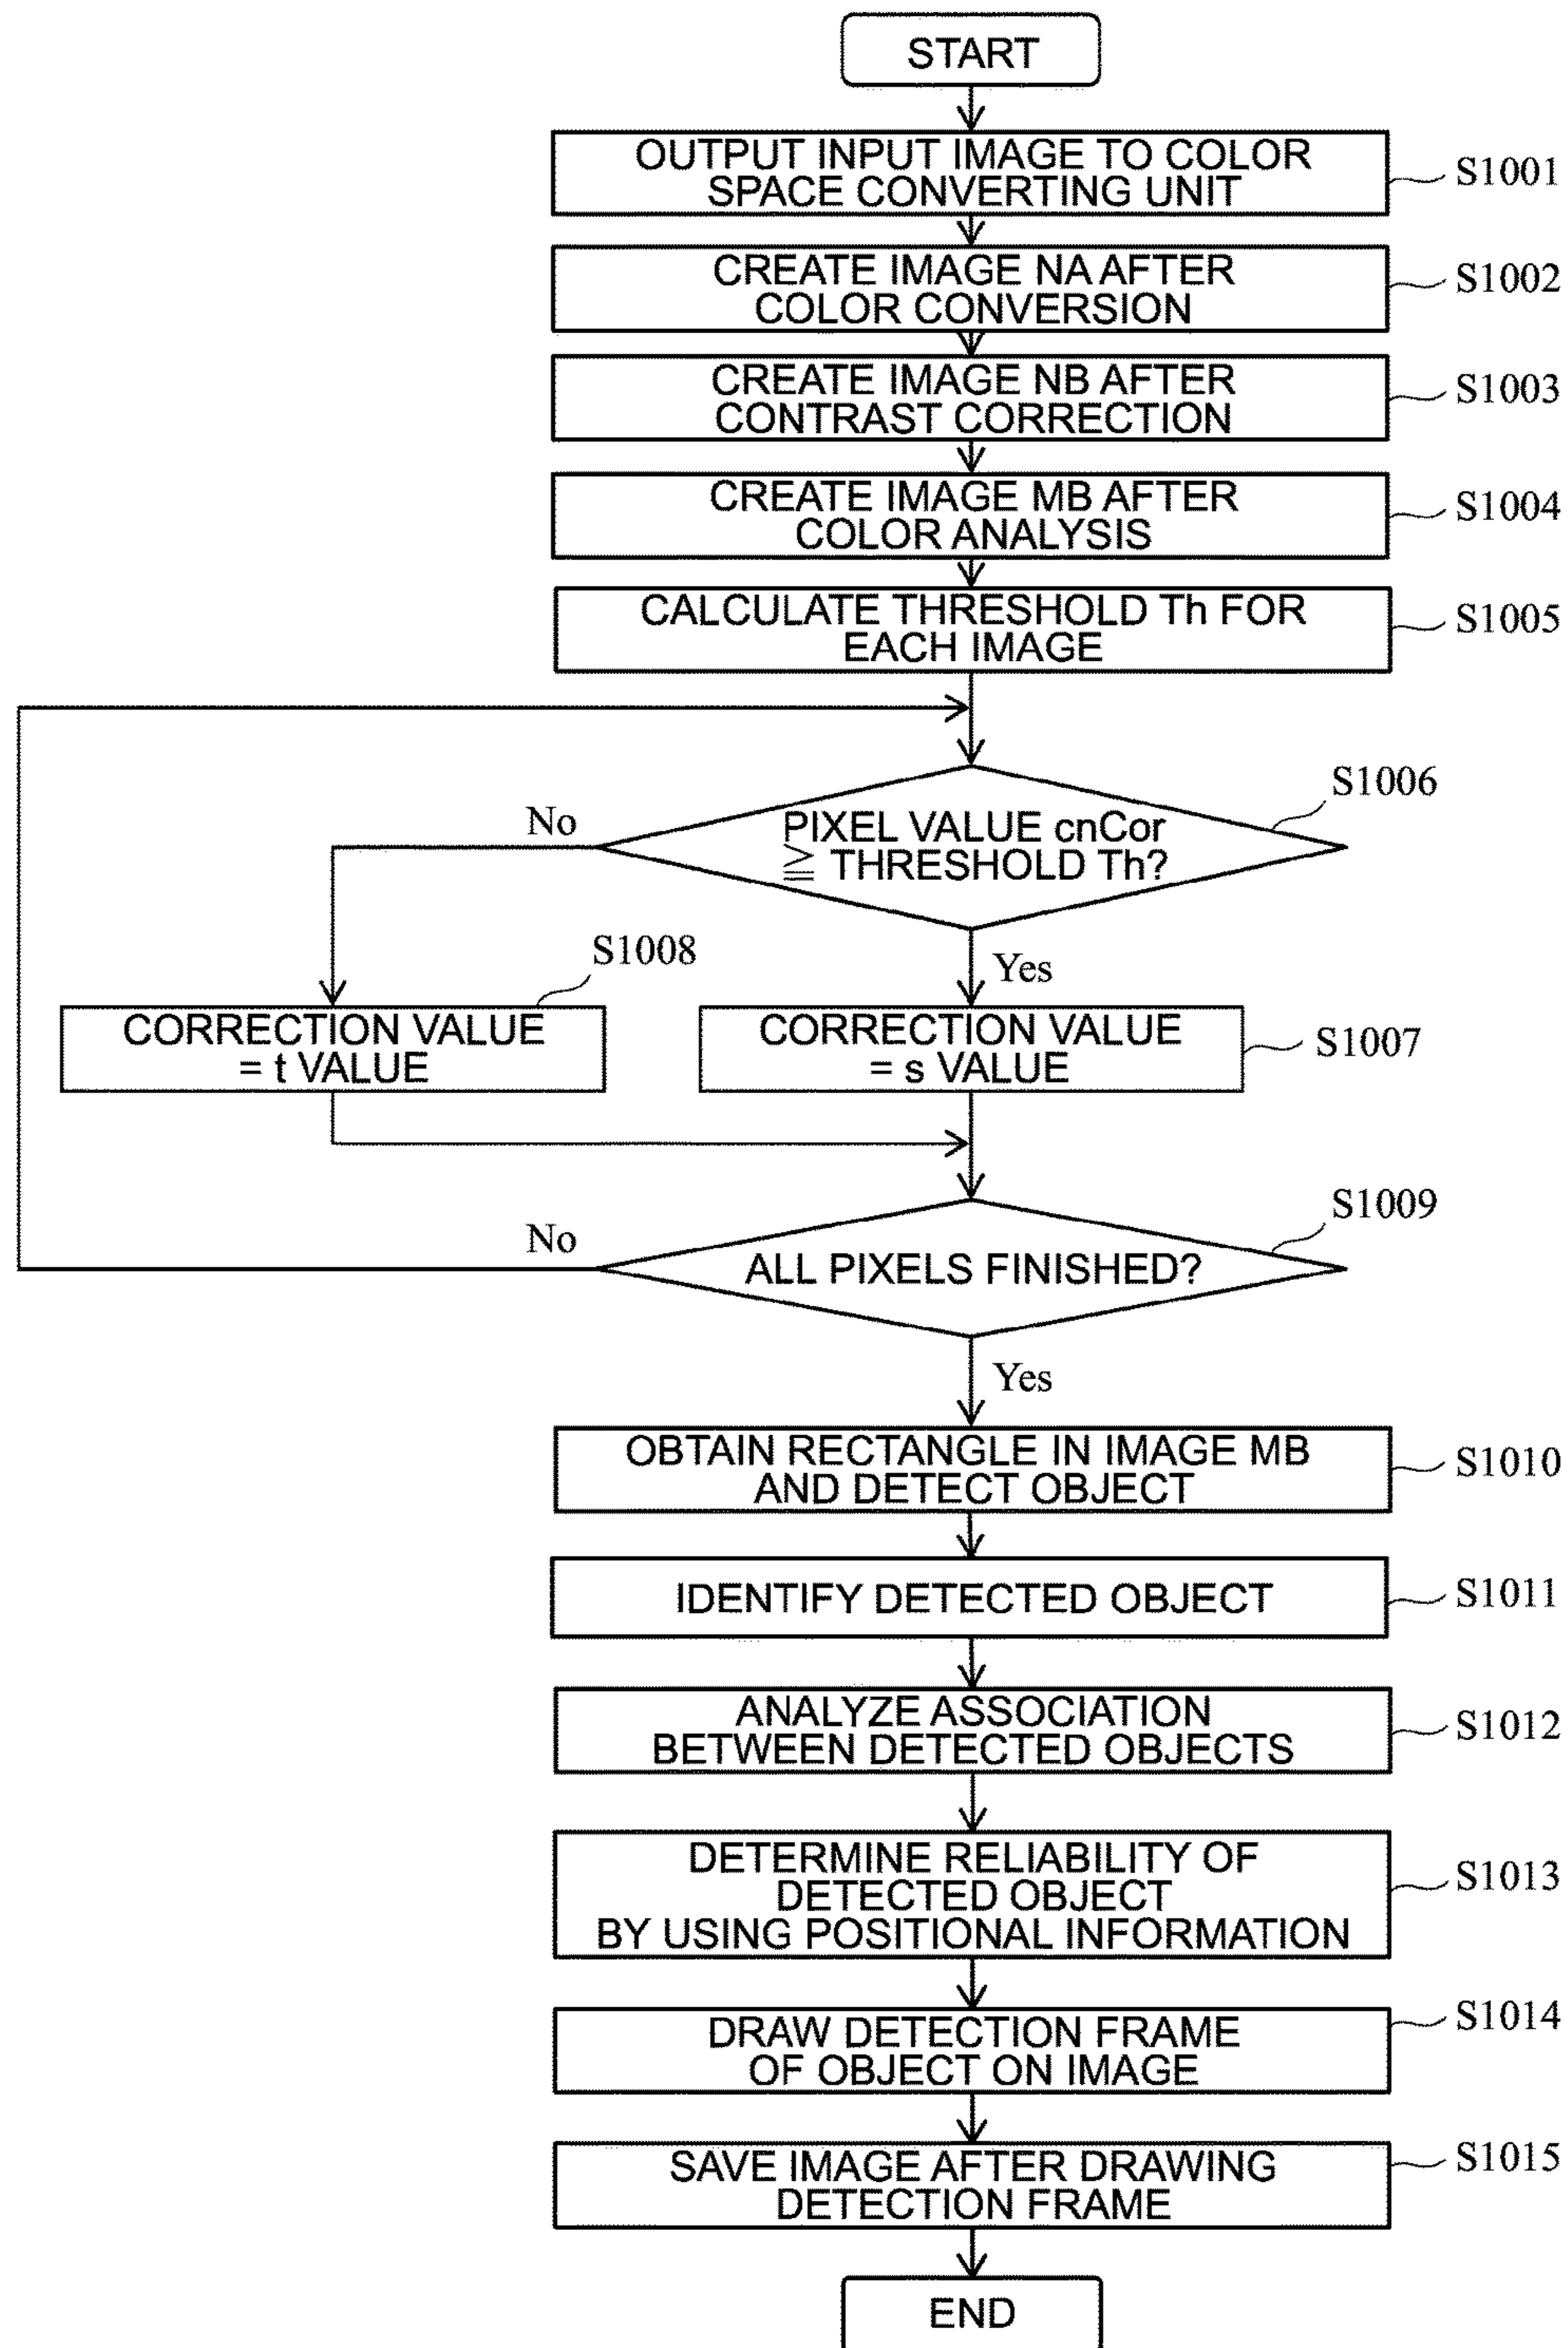 START
OUTPUT INPUT IMAGE TO COLOR
SPACE CONVERTING UNIT
S1001
CREATE IMAGE NA AFTER
COLOR CONVERSION
S1002
CREATE IMAGE NB AFTER
CONTRAST CORRECTION
S1003
CREATE IMAGE MB AFTER
COLOR ANALYSIS
S1004
CALCULATE THRESHOLD Th FOR
EACH IMAGE
S1005
S1006
No
PIXEL VALUE cnCor
≧ THRESHOLD Th?
Yes
S1008
CORRECTION VALUE
= t VALUE
CORRECTION VALUE
= s VALUE
S1007
S1009
No
ALL PIXELS FINISHED?
Yes
OBTAIN RECTANGLE IN IMAGE MB
AND DETECT OBJECT
S1010
IDENTIFY DETECTED OBJECT
S1011
ANALYZE ASSOCIATION
BETWEEN DETECTED OBJECTS
S1012
DETERMINE RELIABILITY OF
DETECTED OBJECT
BY USING POSITIONAL INFORMATION
S1013
DRAW DETECTION FRAME
OF OBJECT ON IMAGE
S1014
SAVE IMAGE AFTER DRAWING
DETECTION FRAME
S1015
END